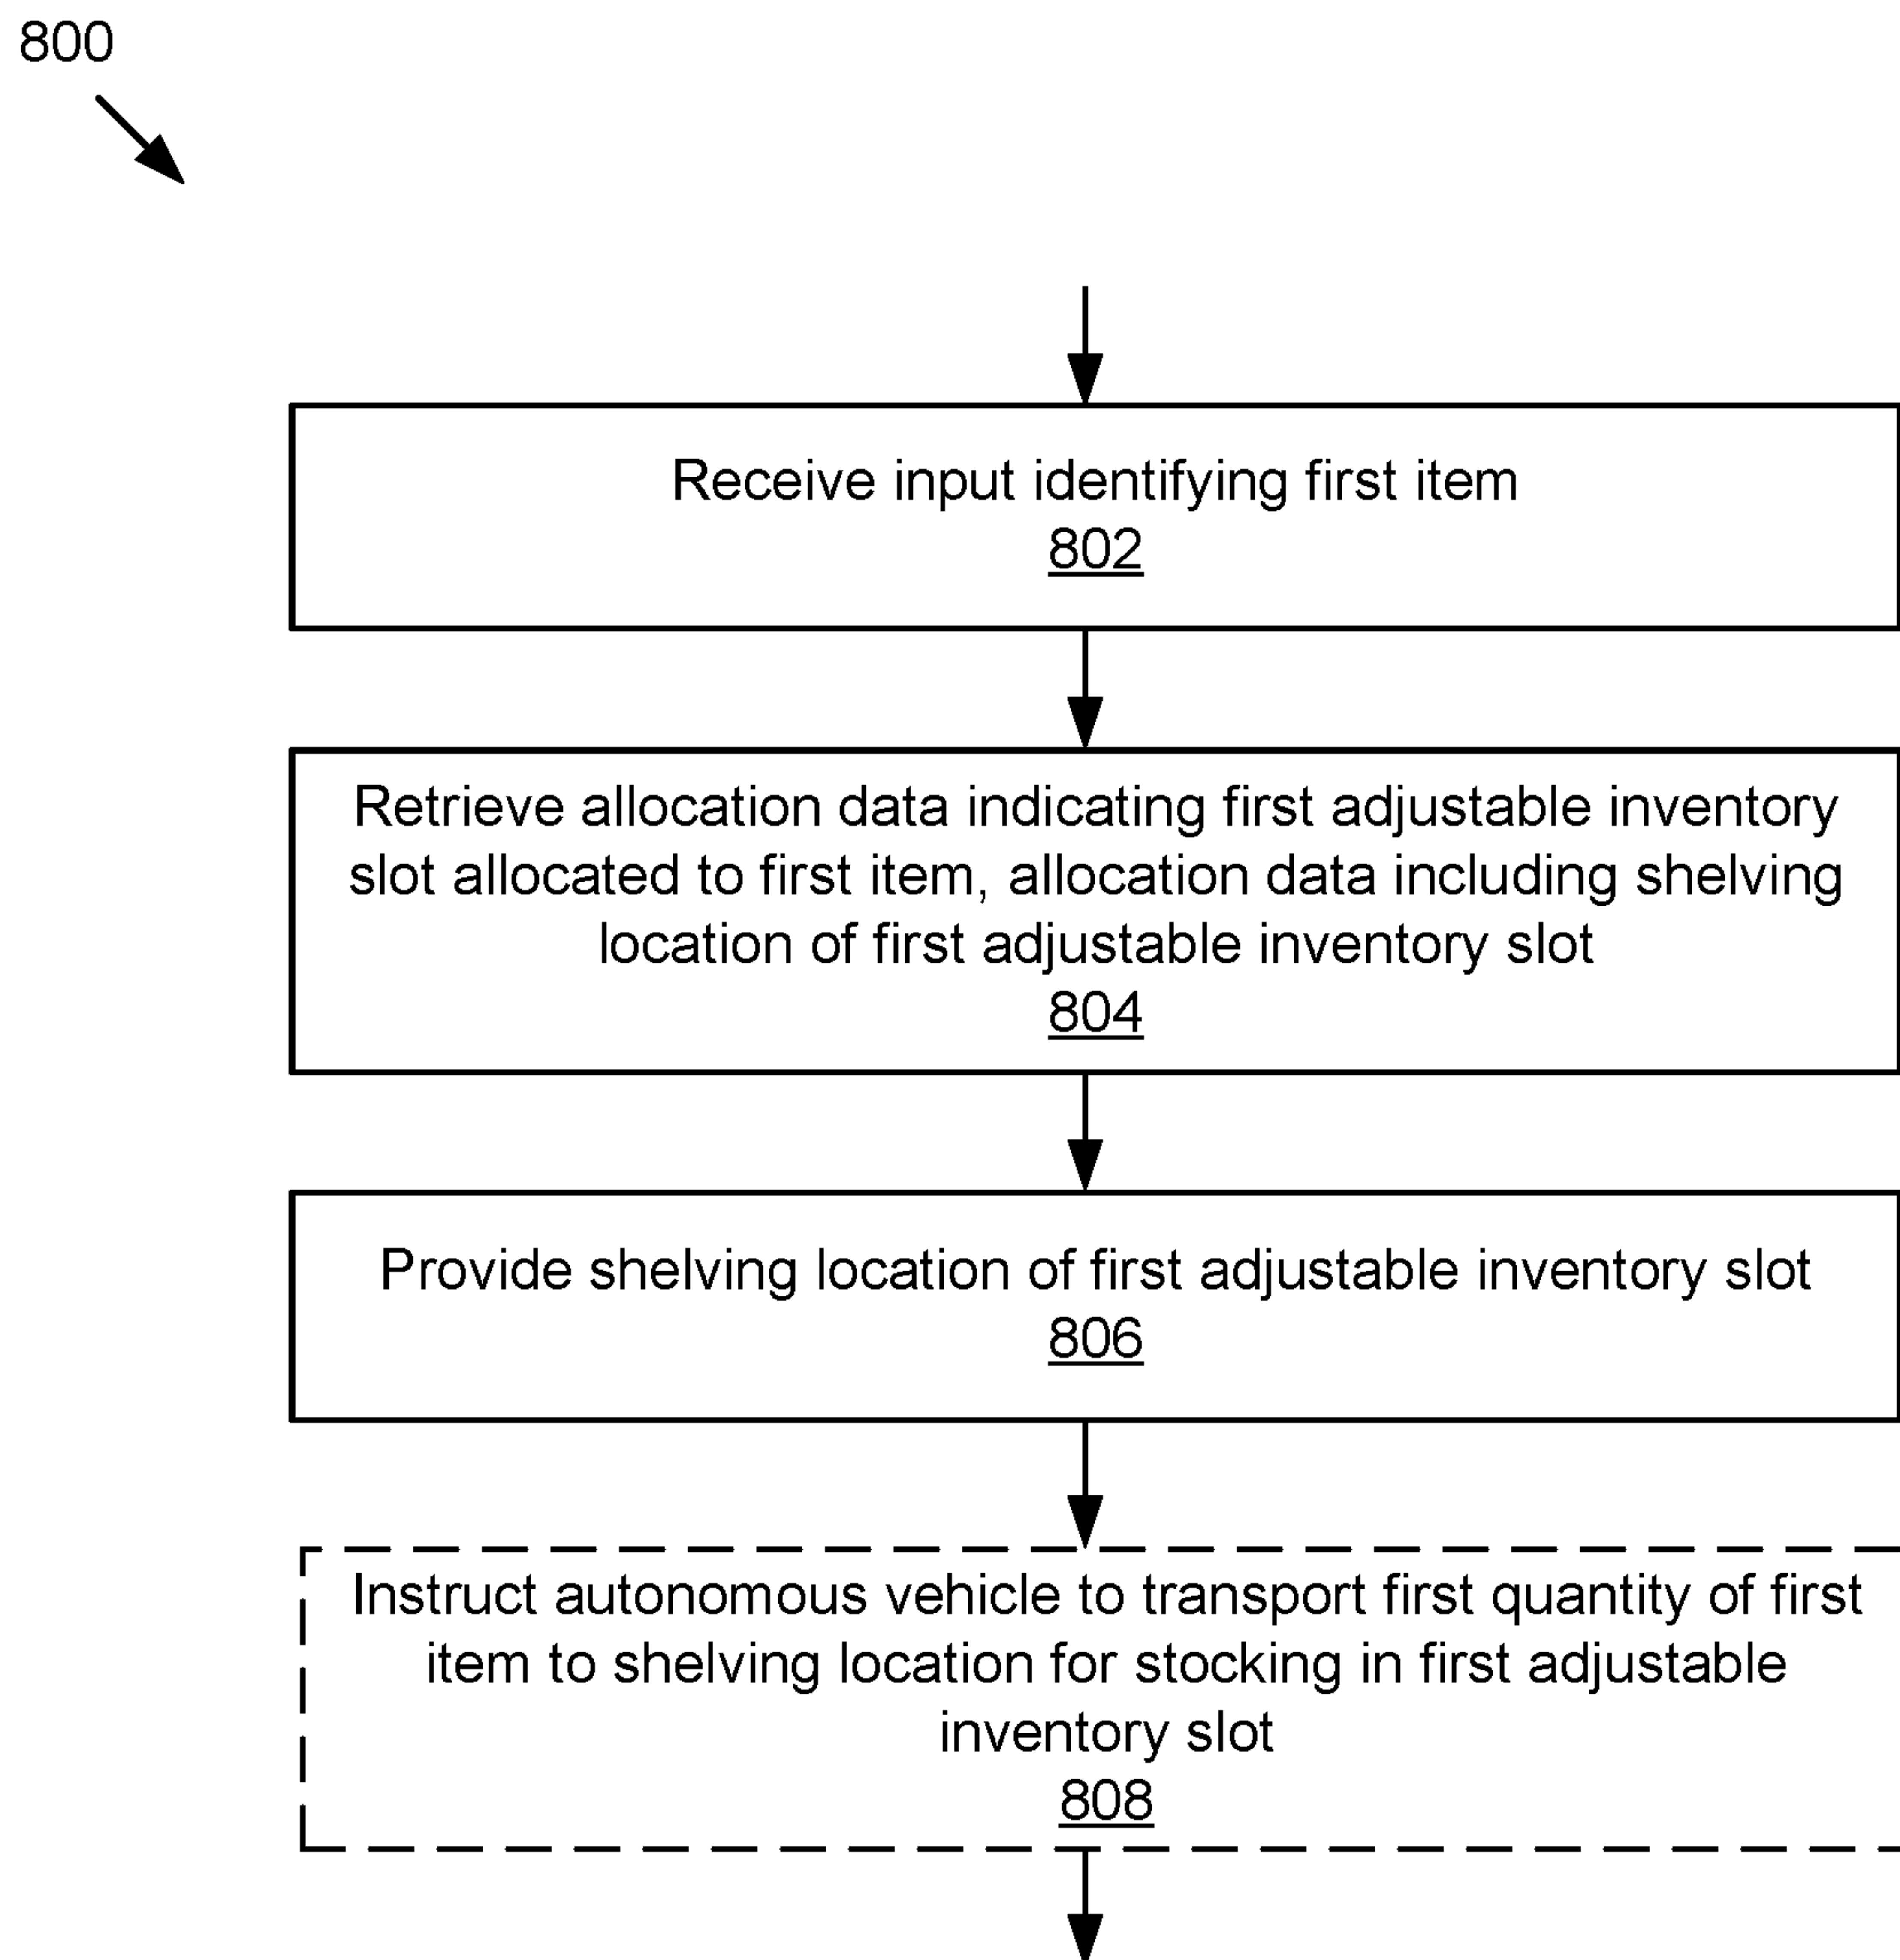 800
Receive input identifying first item
802
Retrieve allocation data indicating first adjustable inventory
slot allocated to first item, allocation data including shelving
location of first adjustable inventory slot
804
Provide shelving location of first adjustable inventory slot
806
Instruct autonomous vehicle to transport first quantity of first
item to shelving location for stocking in first adjustable
inventory slot
808